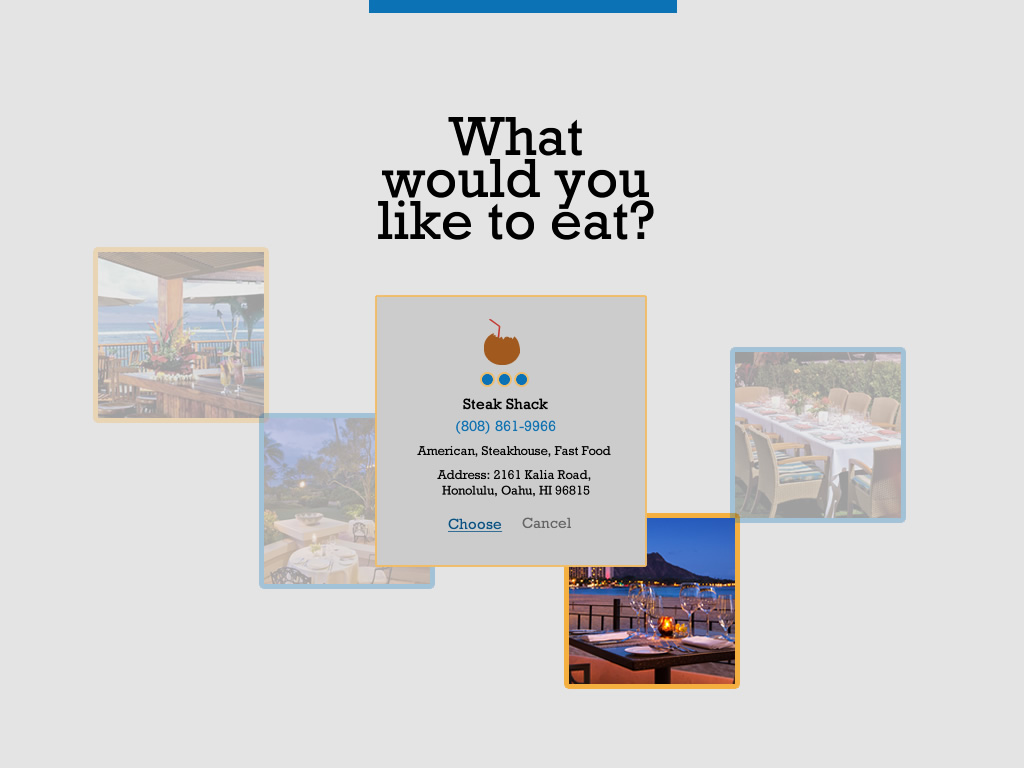 What
would you
like to eat?
Steak Shack
(808) 861-9966
American, Steakhouse, Fast Food
Address: 2161 Kalia Road,
Honolulu, Oahu, HI 96815
Choose Cancel